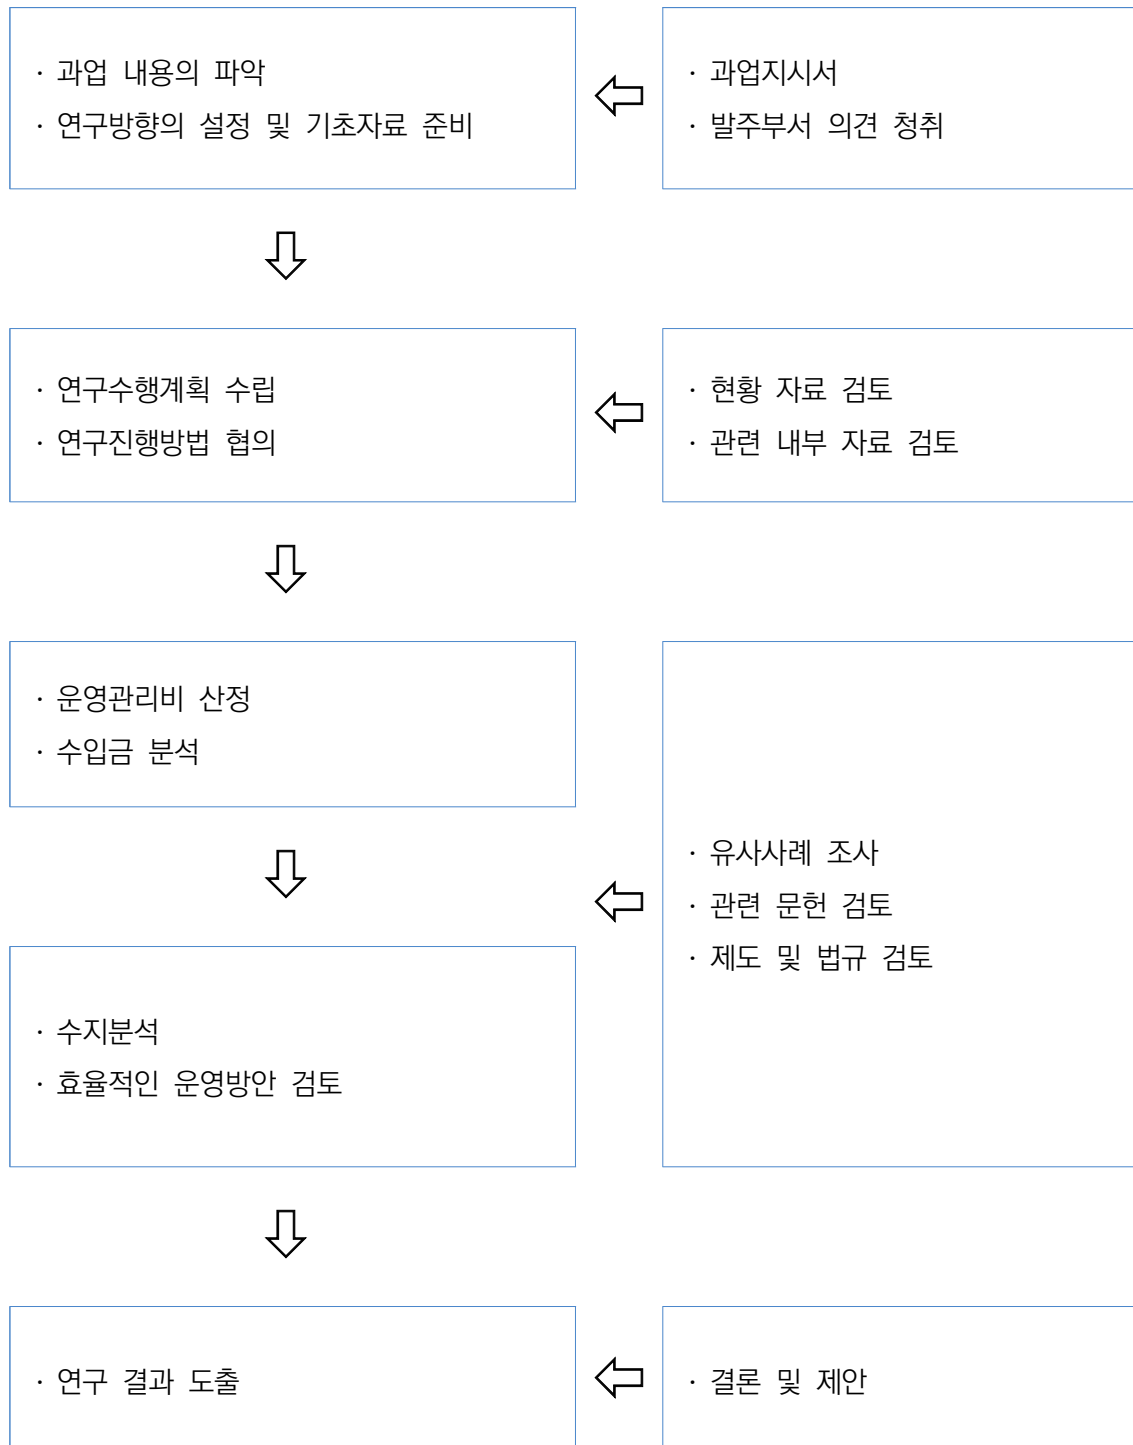 · 과업 내용의 파악
· 연구방향의 설정 및 기초자료 준비
· 과업지시서
· 발주부서 의견 청취
· 연구수행계획 수립
· 연구진행방법 협의
· 현황 자료 검토
· 관련 내부 자료 검토
· 운영관리비 산정
· 수입금 분석
· 유사사례 조사
· 관련 문헌 검토
· 제도 및 법규 검토
· 수지분석
· 효율적인 운영방안 검토
· 연구 결과 도출
· 결론 및 제안